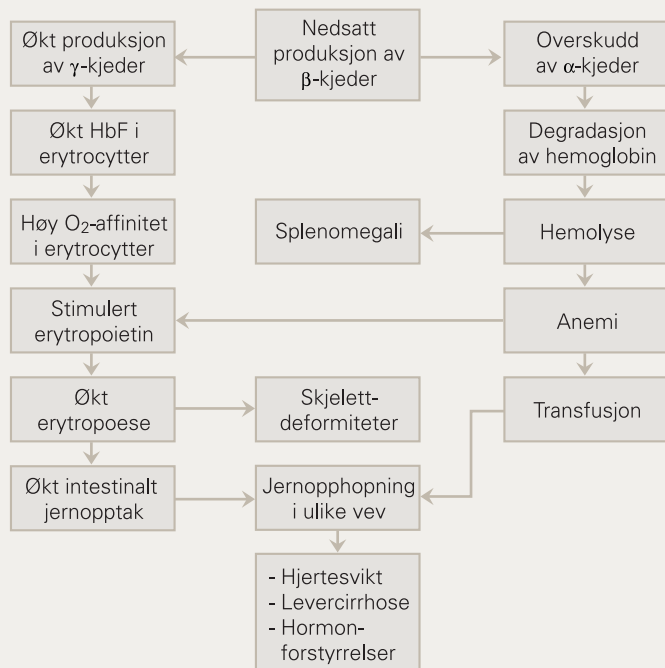 Økt produksjon
av γ-kjeder
Nedsatt
produksjon av
β-kjeder
Overskudd
av α-kjeder
Økt HbF i
erytrocytter
Degradasjon
av hemoglobin
Høy O₂-affinitet
i erytrocytter
Splenomegali
Hemolyse
Stimulert
erytropoietin
Anemi
Økt
erytropoese
Skjelett-
deformiteter
Transfusjon
Økt intestinalt
jernopptak
Jernopphopning
i ulike vev
- Hjertesvikt
- Levercirrhose
- Hormon-
forstyrrelser